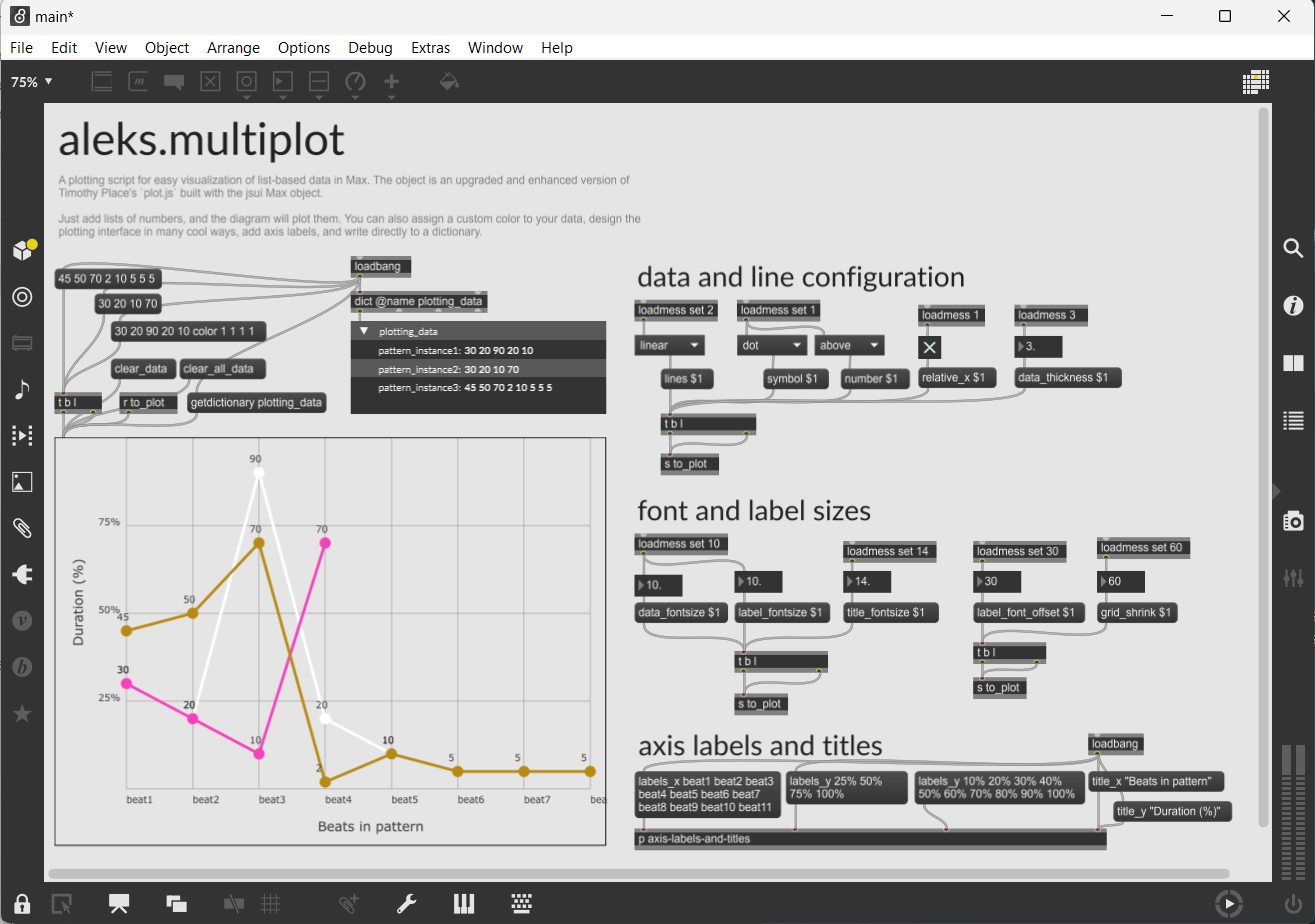 main*
File Edit View Object Arrange Options Debug Extras Window Help
75%
aleks.multiplot
A plotting script for easy visualization of list-based data in Max. The object is an upgraded and enhanced version of
Timothy Place's `plot.js` built with the jsui Max object.
Just add lists of numbers, and the diagram will plot them. You can also assign a custom color to your data, design the
plotting interface in many cool ways, add axis labels, and write directly to a dictionary.
45 50 70 2 10 5 5 5
30 20 10 70
30 20 90 20 10 color 1 1 1 1
clear_data
clear_all_data
t b l
r to_plot
getdictionary plotting_data
loadbang
dict @name plotting_data
plotting_data
pattern_instance1: 30 20 90 20 10
pattern_instance2: 30 20 10 70
pattern_instance3: 45 50 70 2 10 5 5 5
90
75%
70
70
Duration (%)
50%
50
45
30
25%
20
20
10
10
2
5
5
5
beat1 beat2 beat3 beat4 beat5 beat6 beat7 bea
Beats in pattern
data and line configuration
loadmess set 2
loadmess set 1
loadmess 1
loadmess 3
linear
dot
above
3.
lines $1
symbol $1
number $1
relative_x $1
data_thickness $1
t b l
s to_plot
font and label sizes
loadmess set 10
loadmess set 14
loadmess set 30
loadmess set 60
10.
10.
14.
30
60
data_fontsize $1
label_fontsize $1
title_fontsize $1
label_font_offset $1
grid_shrink $1
t b l
t b l
s to_plot
s to_plot
axis labels and titles
loadbang
labels_x beat1 beat2 beat3
beat4 beat5 beat6 beat7
beat8 beat9 beat10 beat11
labels_y 25% 50%
75% 100%
labels_y 10% 20% 30% 40%
50% 60% 70% 80% 90% 100%
title_x "Beats in pattern"
title_y "Duration (%)"
p axis-labels-and-titles